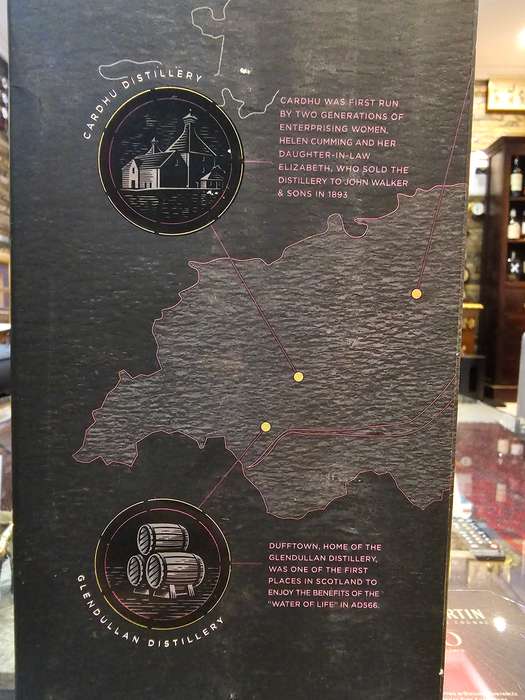 CARDHU DISTILLERY
CARDHU WAS FIRST RUN
BY TWO GENERATIONS OF
ENTERPRISING WOMEN,
HELEN CUMMING AND HER
DAUGHTER-IN-LAW
ELIZABETH, WHO SOLD THE
DISTILLERY TO JOHN WALKER
& SONS IN 1893
DUFFTOWN, HOME OF THE
GLENDULLAN DISTILLERY,
WAS ONE OF THE FIRST
PLACES IN SCOTLAND TO
ENJOY THE BENEFITS OF THE
"WATER OF LIFE" IN AD566.
GLENDULLAN DISTILLERY
RTIN